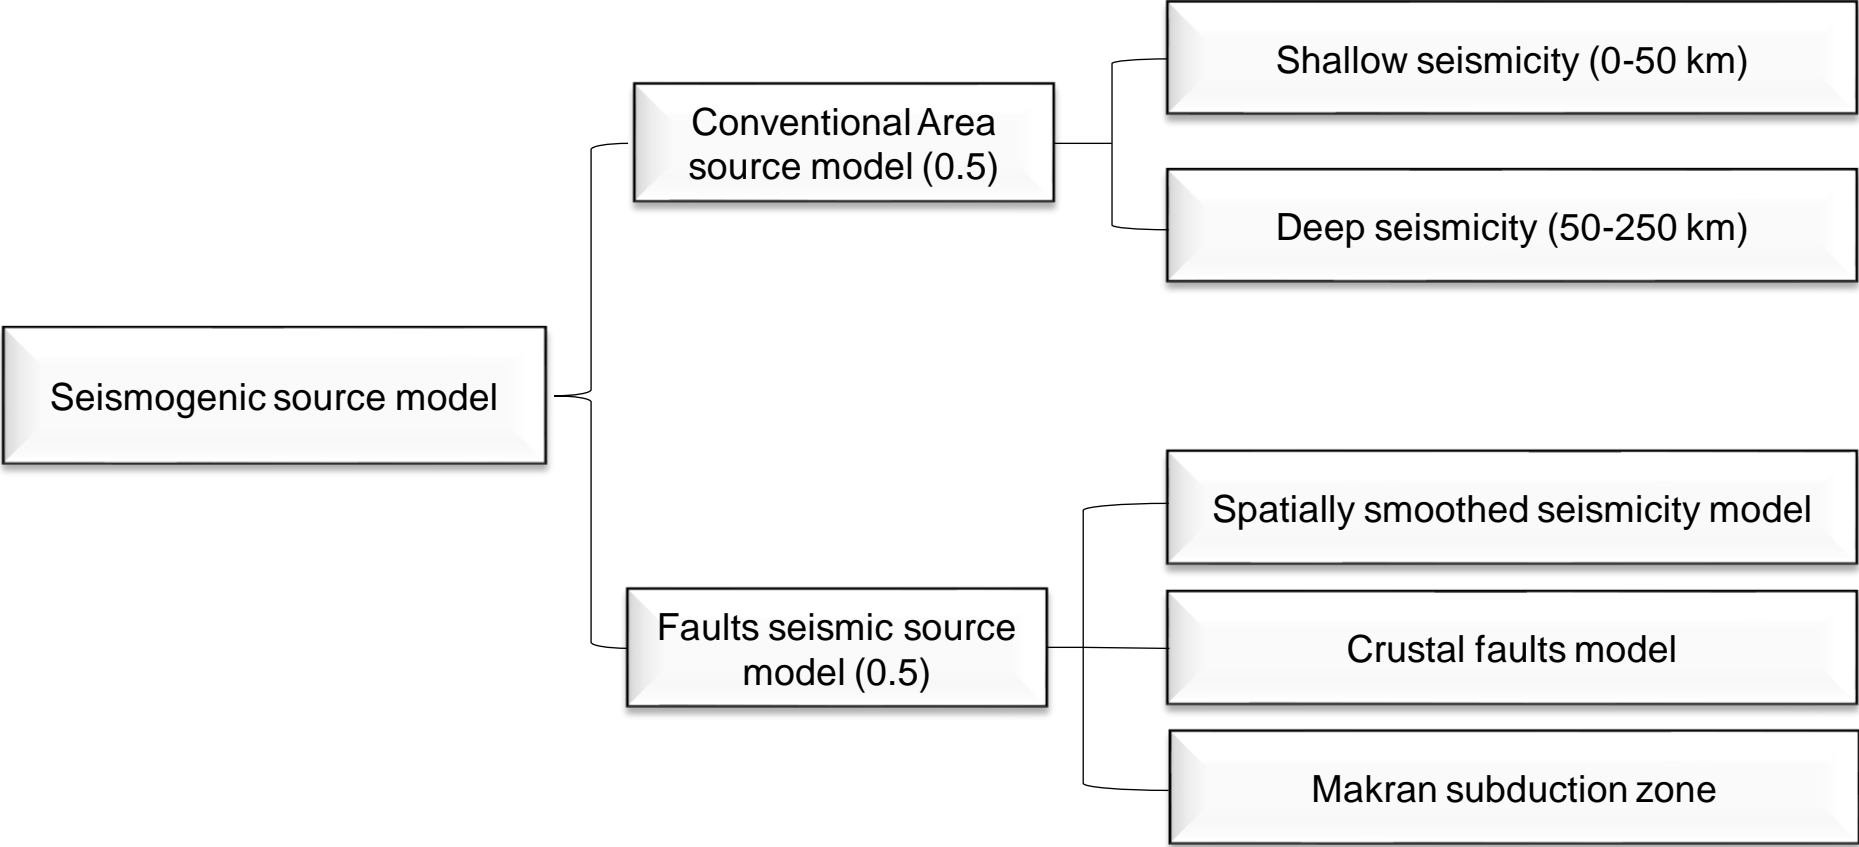 Seismogenic source model
Conventional Area
source model (0.5)
Shallow seismicity (0-50 km)
Deep seismicity (50-250 km)
Faults seismic source
model (0.5)
Spatially smoothed seismicity model
Crustal faults model
Makran subduction zone